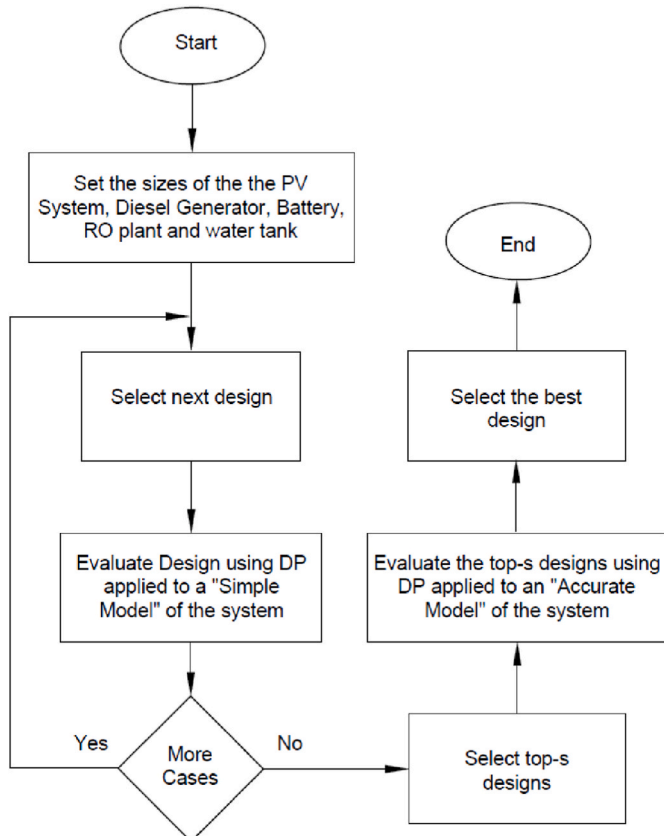 Start
Set the sizes of the the PV
System, Diesel Generator, Battery,
RO plant and water tank
Select next design
Evaluate Design using DP
applied to a "Simple
Model" of the system
More
Cases
Yes
No
Select top-s
designs
Evaluate the top-s designs using
DP applied to an "Accurate
Model" of the system
Select the best
design
End